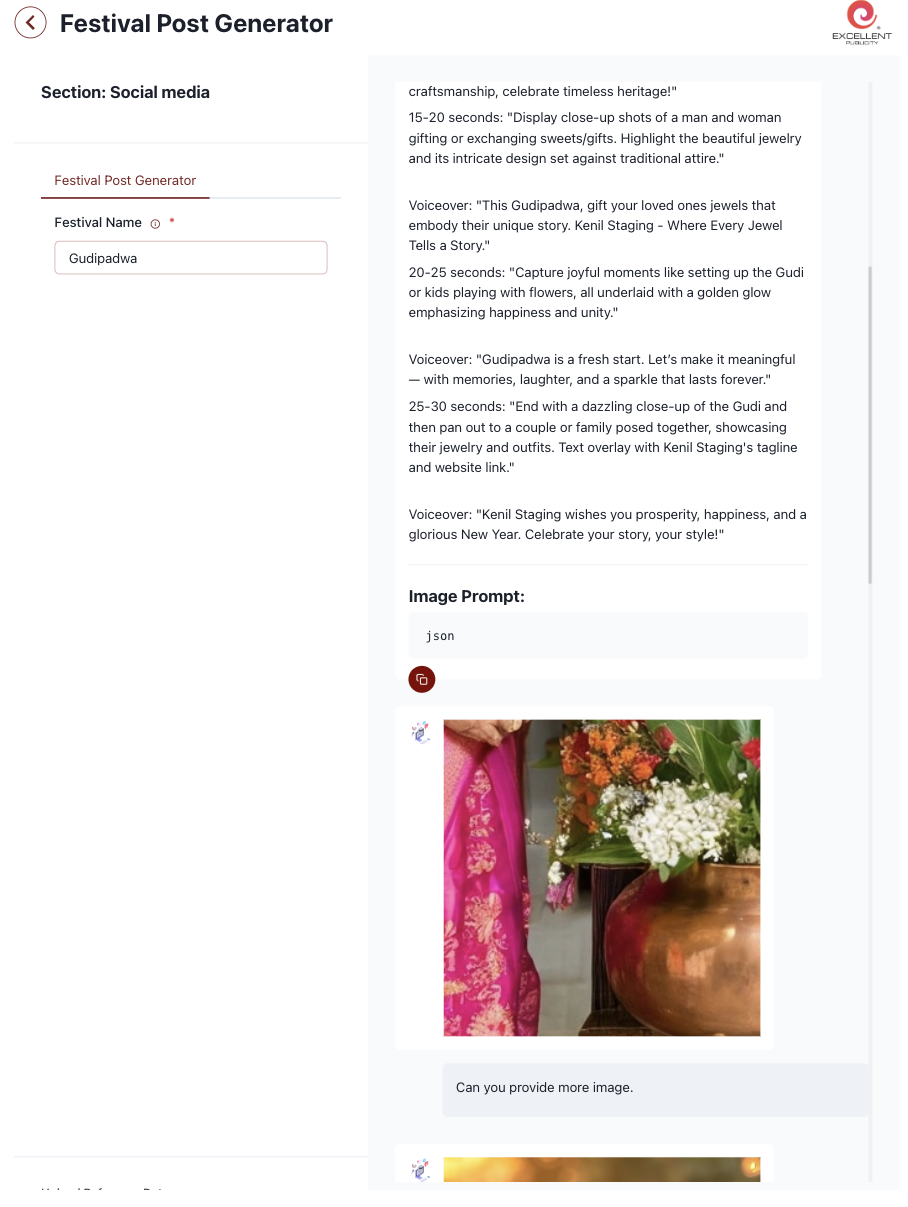 Festival Post Generator
EXCELLENT
PUBLICITY
Section: Social media
Festival Post Generator
Festival Name *
Gudipadwa
craftsmanship, celebrate timeless heritage!"
15-20 seconds: "Display close-up shots of a man and woman
gifting or exchanging sweets/gifts. Highlight the beautiful jewelry
and its intricate design set against traditional attire."
Voiceover: "This Gudipadwa, gift your loved ones jewels that
embody their unique story. Kenil Staging - Where Every Jewel
Tells a Story."
20-25 seconds: "Capture joyful moments like setting up the Gudi
or kids playing with flowers, all underlaid with a golden glow
emphasizing happiness and unity."
Voiceover: "Gudipadwa is a fresh start. Let’s make it meaningful
— with memories, laughter, and a sparkle that lasts forever."
25-30 seconds: "End with a dazzling close-up of the Gudi and
then pan out to a couple or family posed together, showcasing
their jewelry and outfits. Text overlay with Kenil Staging's tagline
and website link."
Voiceover: "Kenil Staging wishes you prosperity, happiness, and a
glorious New Year. Celebrate your story, your style!"
Image Prompt:
json
Can you provide more image.